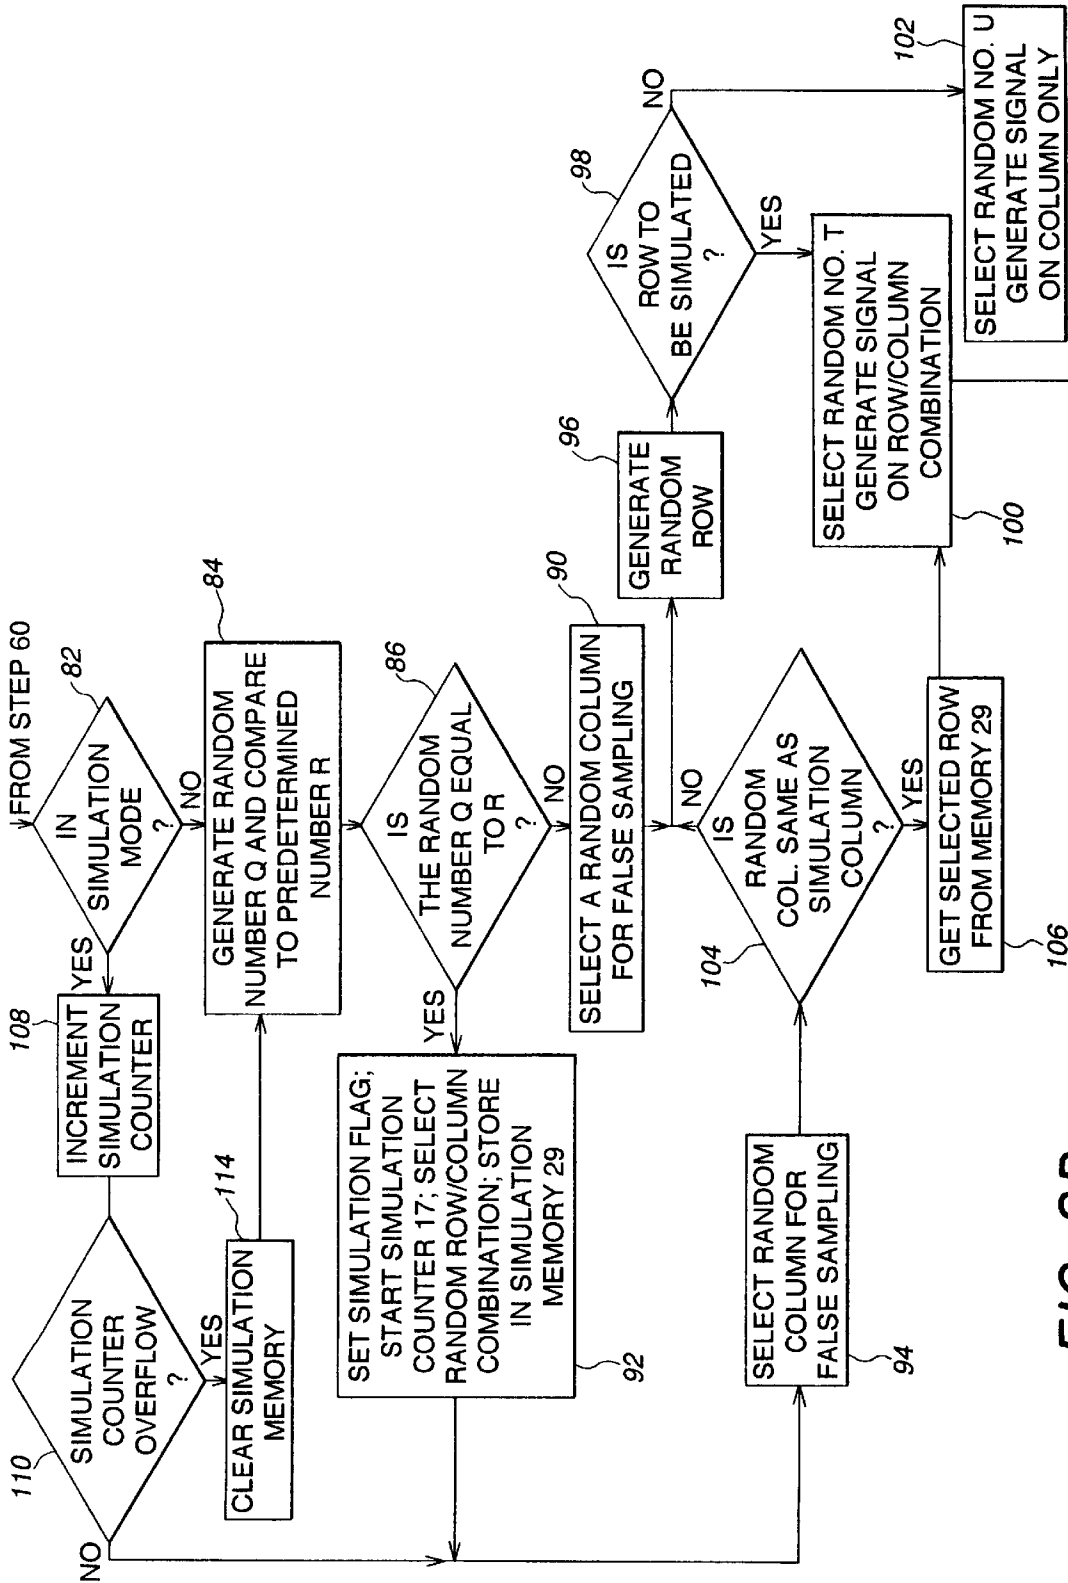 FROM STEP 60
82
IN
SIMULATION
MODE
?
YES
NO
108
INCREMENT
SIMULATION
COUNTER
110
SIMULATION
COUNTER
OVERFLOW
?
NO
YES
114
CLEAR SIMULATION
MEMORY
84
GENERATE RANDOM
NUMBER Q AND COMPARE
TO PREDETERMINED
NUMBER R
86
IS
THE RANDOM
NUMBER Q EQUAL
TO R
?
YES
NO
SET SIMULATION FLAG;
START SIMULATION
COUNTER 17; SELECT
RANDOM ROW/COLUMN
COMBINATION; STORE
IN SIMULATION
MEMORY 29
92
90
SELECT A RANDOM COLUMN
FOR FALSE SAMPLING
94
SELECT RANDOM
COLUMN FOR
FALSE SAMPLING
104
IS
RANDOM
COL. SAME AS
SIMULATION
COLUMN
?
NO
YES
GET SELECTED ROW
FROM MEMORY 29
106
96
GENERATE
RANDOM
ROW
98
IS
ROW TO
BE SIMULATED
?
NO
YES
SELECT RANDOM NO. T
GENERATE SIGNAL
ON ROW/COLUMN
COMBINATION
100
102
SELECT RANDOM NO. U
GENERATE SIGNAL
ON COLUMN ONLY